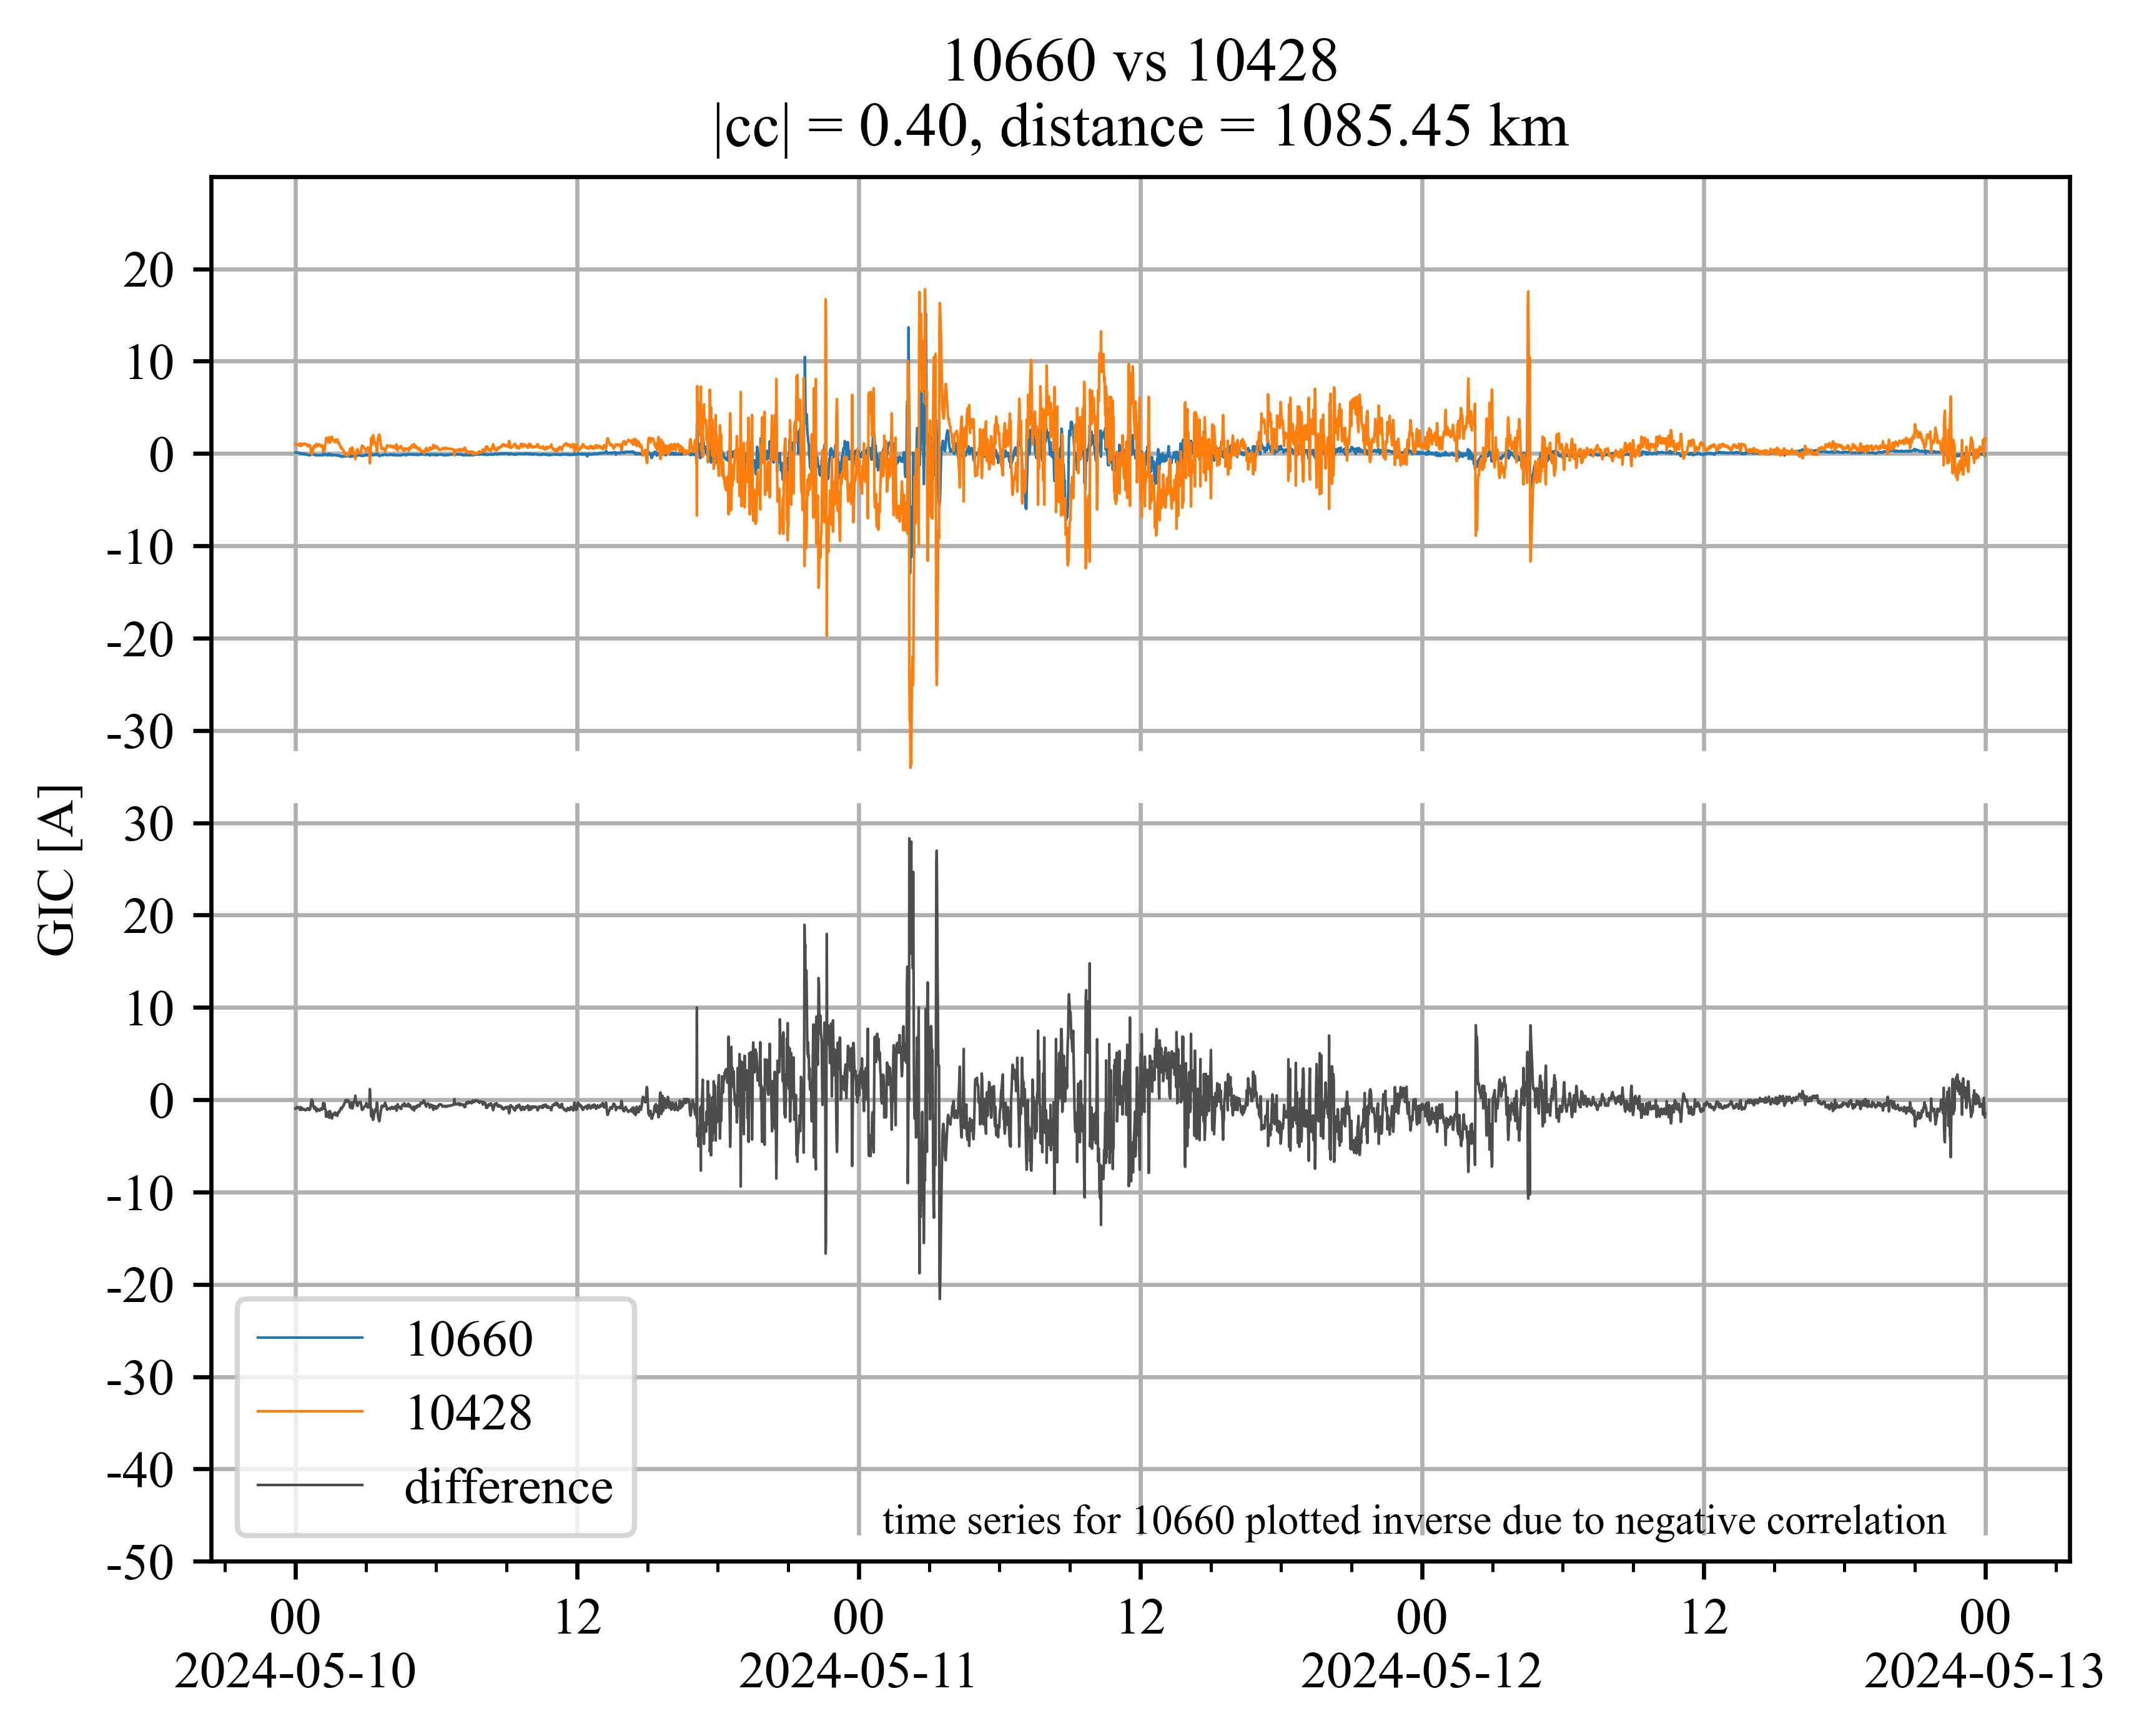 10660 vs 10428
|cc| = 0.40, distance = 1085.45 km
20
10
0
-10
-20
-30
GIC [A]
30
20
10
0
-10
-20
-30
-40
-50
10660
10428
difference
time series for 10660 plotted inverse due to negative correlation
00 12 00 12 00 12 00
2024-05-10 2024-05-11 2024-05-12 2024-05-13